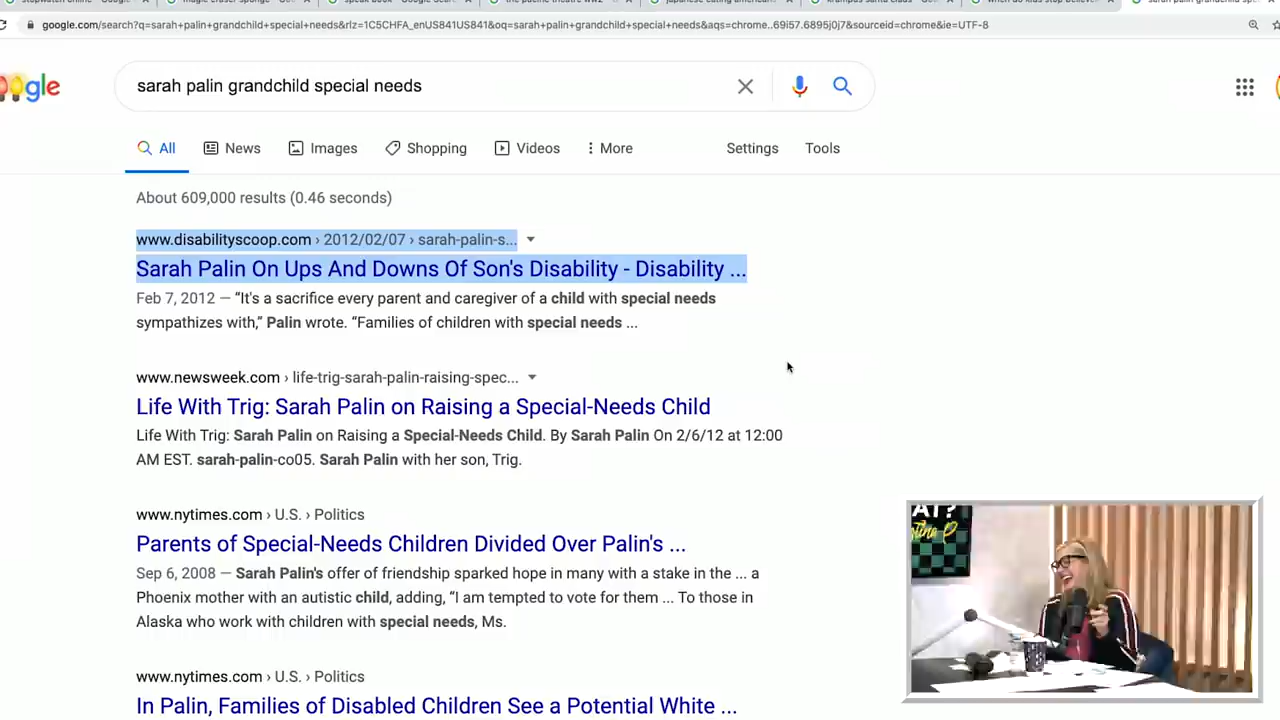 google.com/search?q=sarah+palin+grandchild+special+needs&rlz=1C5CHFA_enUS841US841&oq=sarah+palin+grandchild+special+needs&aqs=chrome..69i57.6895j0j7&sourceid=chrome&ie=UTF-8
ogle
sarah palin grandchild special needs
All News Images Shopping Videos More Settings Tools
About 609,000 results (0.46 seconds)
www.disabilityscoop.com › 2012/02/07 › sarah-palin-s...
Sarah Palin On Ups And Downs Of Son's Disability - Disability ...
Feb 7, 2012 — “It's a sacrifice every parent and caregiver of a child with special needs
sympathizes with,” Palin wrote. “Families of children with special needs ...
www.newsweek.com › life-trig-sarah-palin-raising-spec...
Life With Trig: Sarah Palin on Raising a Special-Needs Child
Life With Trig: Sarah Palin on Raising a Special-Needs Child. By Sarah Palin On 2/6/12 at 12:00
AM EST. sarah-palin-co05. Sarah Palin with her son, Trig.
www.nytimes.com › U.S. › Politics
Parents of Special-Needs Children Divided Over Palin's ...
Sep 6, 2008 — Sarah Palin's offer of friendship sparked hope in many with a stake in the ... a
Phoenix mother with an autistic child, adding, “I am tempted to vote for them ... To those in
Alaska who work with children with special needs, Ms.
www.nytimes.com › U.S. › Politics
In Palin, Families of Disabled Children See a Potential White ...
AT?
P